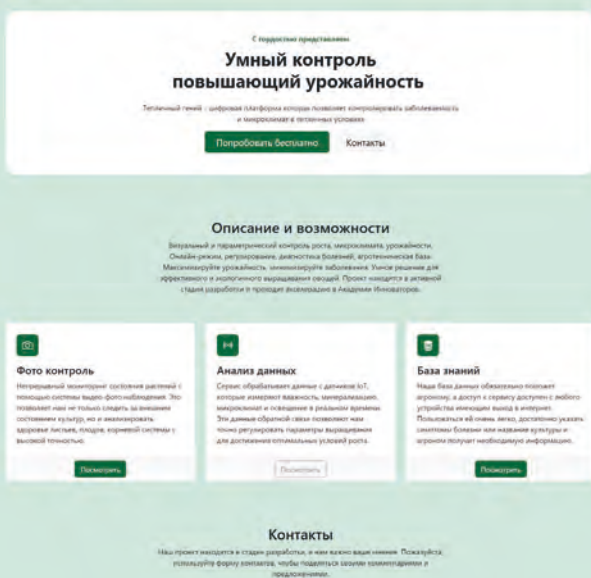 С гордостью представляем
Умный контроль
повышающий урожайность
Тепличный гений - цифровая платформа которая позволяет контролировать заболеваемость
и микроклимат в тепличных условиях
Попробовать бесплатно
Контакты
Описание и возможности
Визуальный и параметрический контроль роста, микроклимата, урожайности.
Онлайн-режим, регулирование, диагностика болезней, агротехническая база.
Максимизируйте урожайность, минимизируйте заболевания. Умное решение для
эффективного и экологичного выращивания овощей. Проект находится в активной
стадии разработки и проходит акселерацию в Академии Инноваторов.
Фото контроль
Непрерывный мониторинг состояния растений с
помощью системы видео-фото наблюдения. Это
позволяет нам не только следить за внешним
состоянием культур, но и анализировать
здоровье листьев, плодов, корневой системы с
высокой точностью.
Посмотреть
Анализ данных
Сервис обрабатывает данные с датчиков IoT,
которые измеряют влажность, минерализацию,
микроклимат и освещение в реальном времени.
Эти данные обратной связи позволяют нам
точно регулировать параметры выращивания
для достижения оптимальных условий роста.
Посмотреть
База знаний
Наша база данных обязательно поможет
агроному, а доступ к сервису доступен с любого
устройства имеющим выход в интернет.
Пользоваться ей очень легко, достаточно указать
симптомы болезни или название культуры и
агроном получит необходимую информацию.
Посмотреть
Контакты
Наш проект находится в стадии разработки, и нам важно ваше мнение. Пожалуйста,
используйте форму контактов, чтобы поделиться своими комментариями и
предложениями.